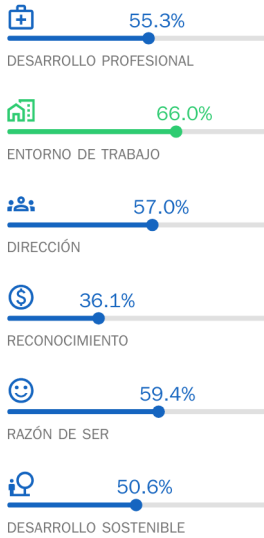 55.3%
DESARROLLO PROFESIONAL
66.0%
ENTORNO DE TRABAJO
57.0%
DIRECCIÓN
36.1%
RECONOCIMIENTO
59.4%
RAZÓN DE SER
50.6%
DESARROLLO SOSTENIBLE